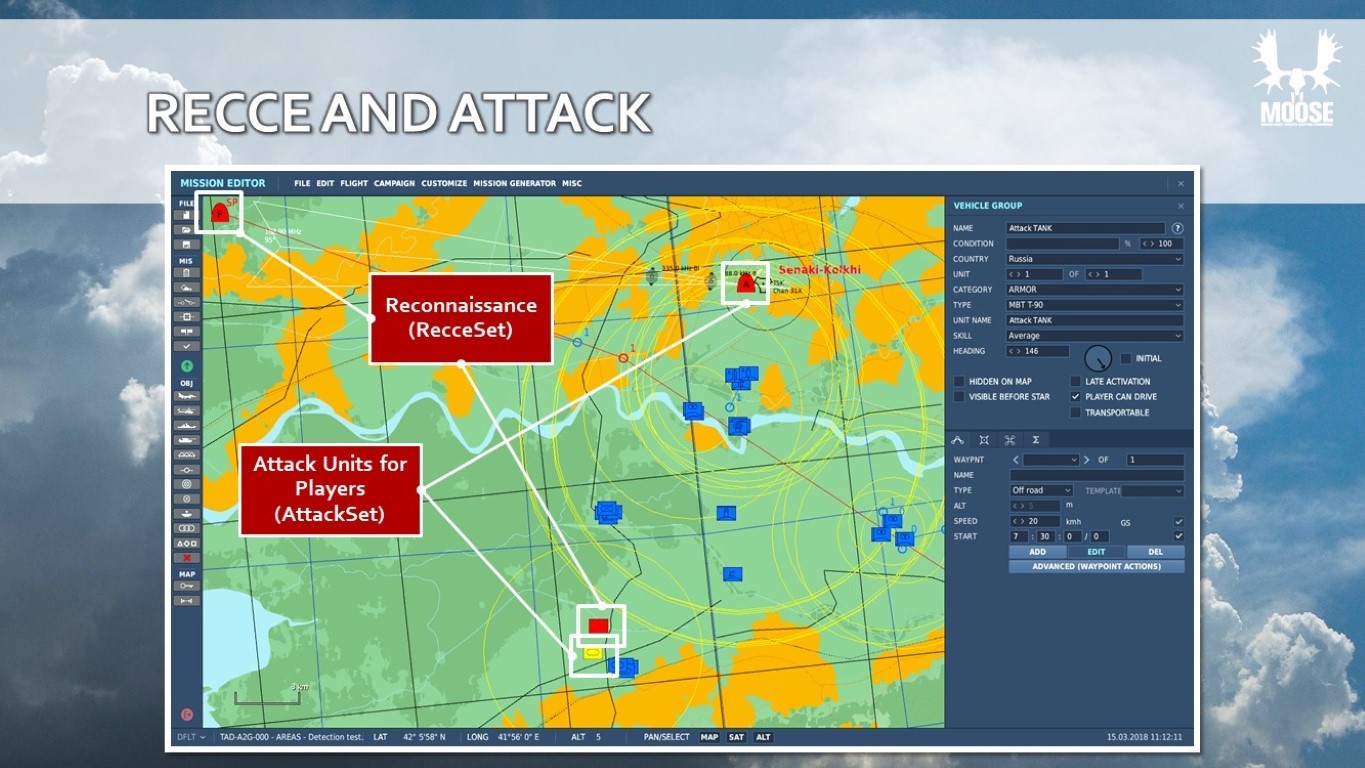 MOOSE
RECCE AND ATTACK
MISSION EDITOR
FILE EDIT FLIGHT CAMPAIGN CUSTOMIZE MISSION GENERATOR MISC
FILE
MIS
OBJ
MAP
SP
95°
Senaki-Kolkhi
A
1
1
1
Reconnaissance
(RecceSet)
Attack Units for
Players
(AttackSet)
3 km
VEHICLE GROUP
NAME Attack TANK ?
CONDITION % < > 100
COUNTRY Russia
UNIT < > 1 OF < > 1
CATEGORY ARMOR
TYPE MBT T-90
UNIT NAME Attack TANK
SKILL Average
HEADING < > 146 INITIAL
HIDDEN ON MAP LATE ACTIVATION
VISIBLE BEFORE STAR PLAYER CAN DRIVE
TRANSPORTABLE
WAYPNT < > OF 1
NAME
TYPE Off road TEMPLATE
ALT < > 5 m
SPEED < > 20 kmh GS
START 7 : 30 : 0 / 0
ADD EDIT DEL
ADVANCED (WAYPOINT ACTIONS)
DFLT TAD-A2G-000 - AREAS - Detection test. LAT 42° 5'58" N LONG 41°56' 0" E ALT 5 PAN/SELECT MAP SAT ALT 15.03.2018 11:12:11